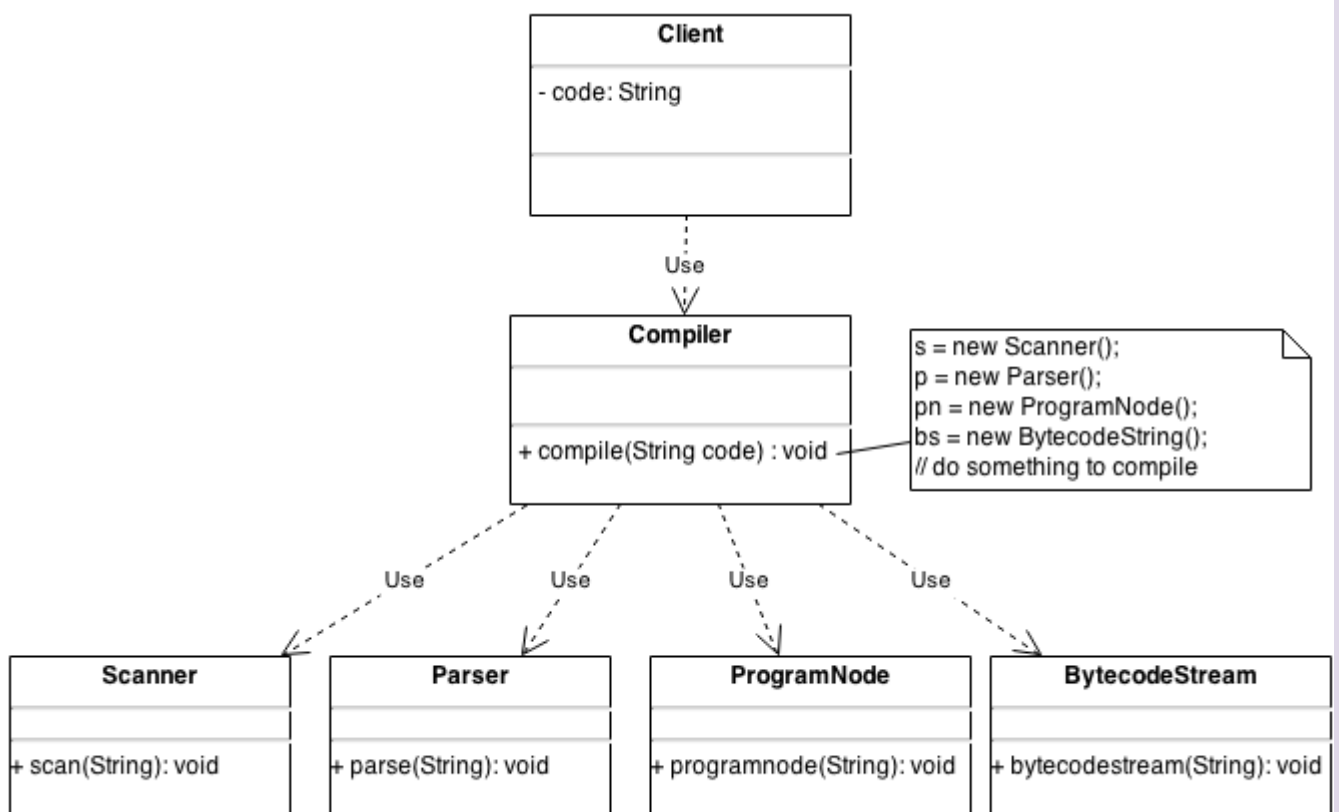 Client
- code: String
Use
Compiler
+ compile(String code) : void
s = new Scanner();
p = new Parser();
pn = new ProgramNode();
bs = new BytecodeString();
// do something to compile
Use
Use
Use
Use
Scanner
+ scan(String): void
Parser
+ parse(String): void
ProgramNode
+ programnode(String): void
BytecodeStream
+ bytecodestream(String): void